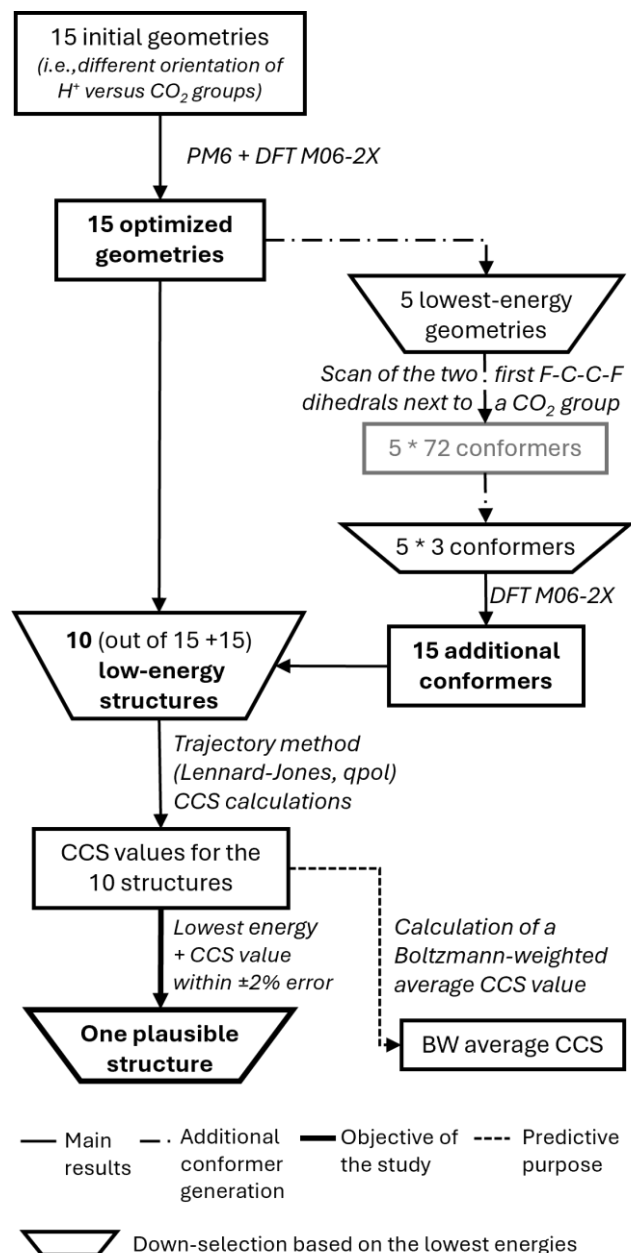 15 initial geometries
(i.e.,different orientation of
H⁺ versus CO₂ groups)
PM6 + DFT M06-2X
15 optimized
geometries
5 lowest-energy
geometries
Scan of the two first F-C-C-F
dihedrals next to a CO₂ group
5 * 72 conformers
5 * 3 conformers
DFT M06-2X
10 (out of 15 +15)
low-energy
structures
15 additional
conformers
Trajectory method
(Lennard-Jones, qpol)
CCS calculations
CCS values for the
10 structures
Lowest energy
+ CCS value
within ±2% error
Calculation of a
Boltzmann-weighted
average CCS value
One plausible
structure
BW average CCS
Main
results
Additional
conformer
generation
Objective of
the study
Predictive
purpose
Down-selection based on the lowest energies